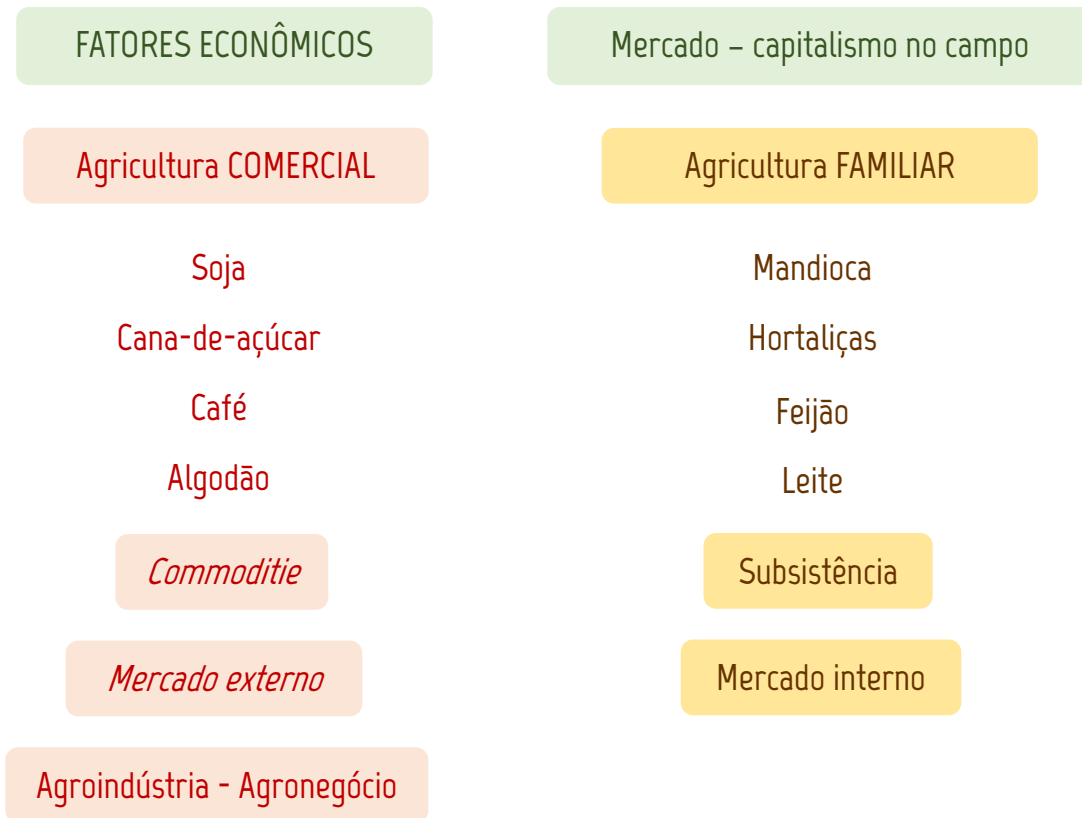 FATORES ECONÔMICOS
Mercado – capitalismo no campo
Agricultura COMERCIAL
Agricultura FAMILIAR
Soja
Mandioca
Cana-de-açúcar
Hortaliças
Café
Feijão
Algodão
Leite
Commoditie
Subsistência
Mercado externo
Mercado interno
Agroindústria - Agronegócio